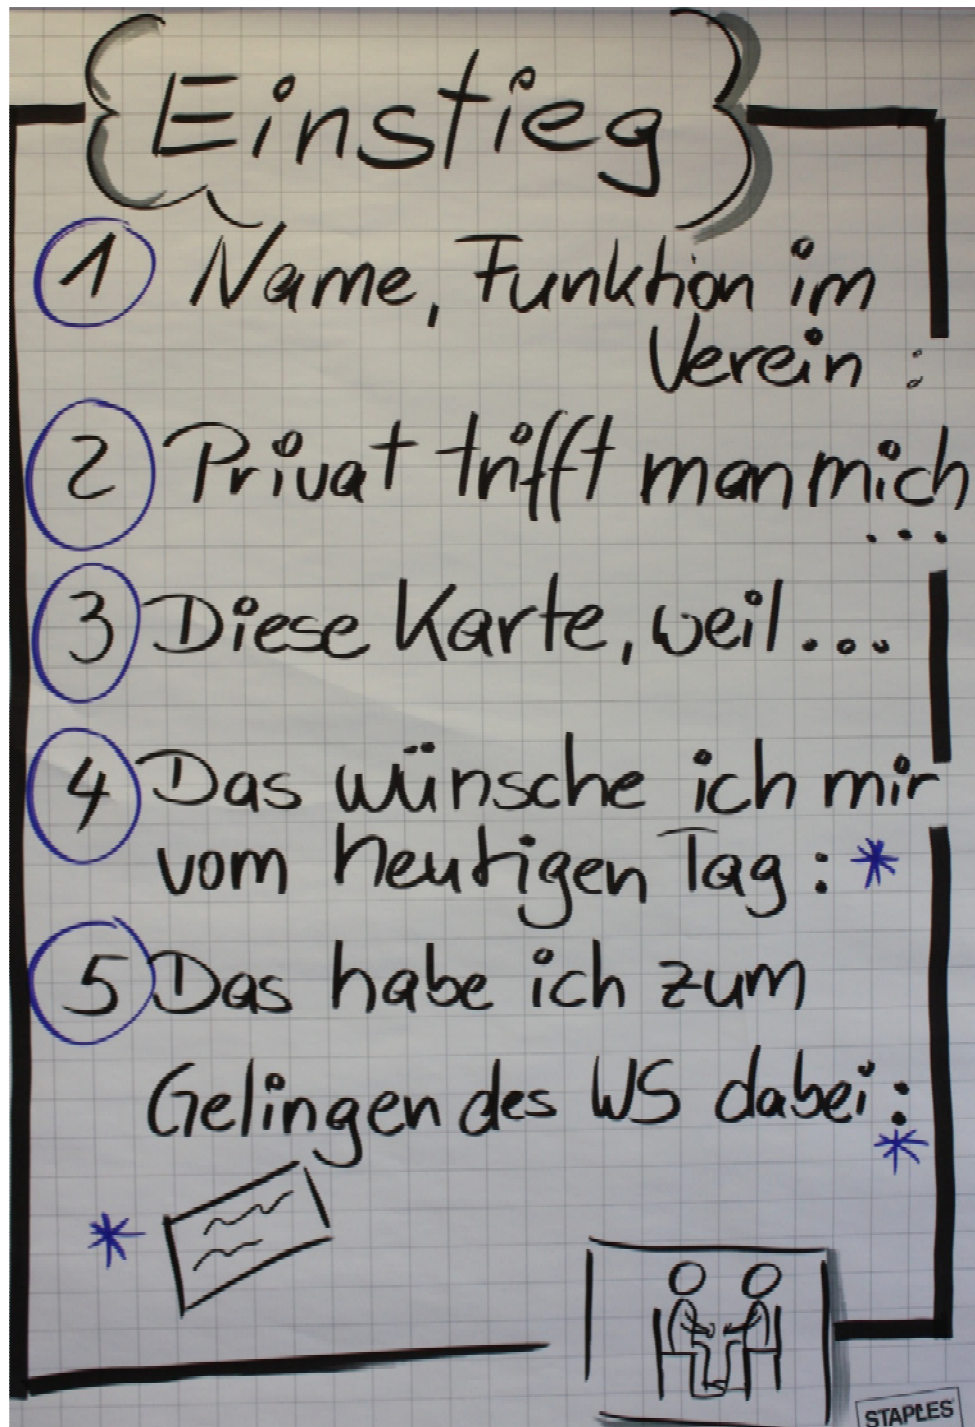 Einstieg
1 Name, Funktion im
Verein :
2 Privat trifft man mich
...
3 Diese Karte, weil...
4 Das wünsche ich mir
vom heutigen Tag : *
5 Das habe ich zum
Gelingen des WS dabei :
*
*
STAPLES